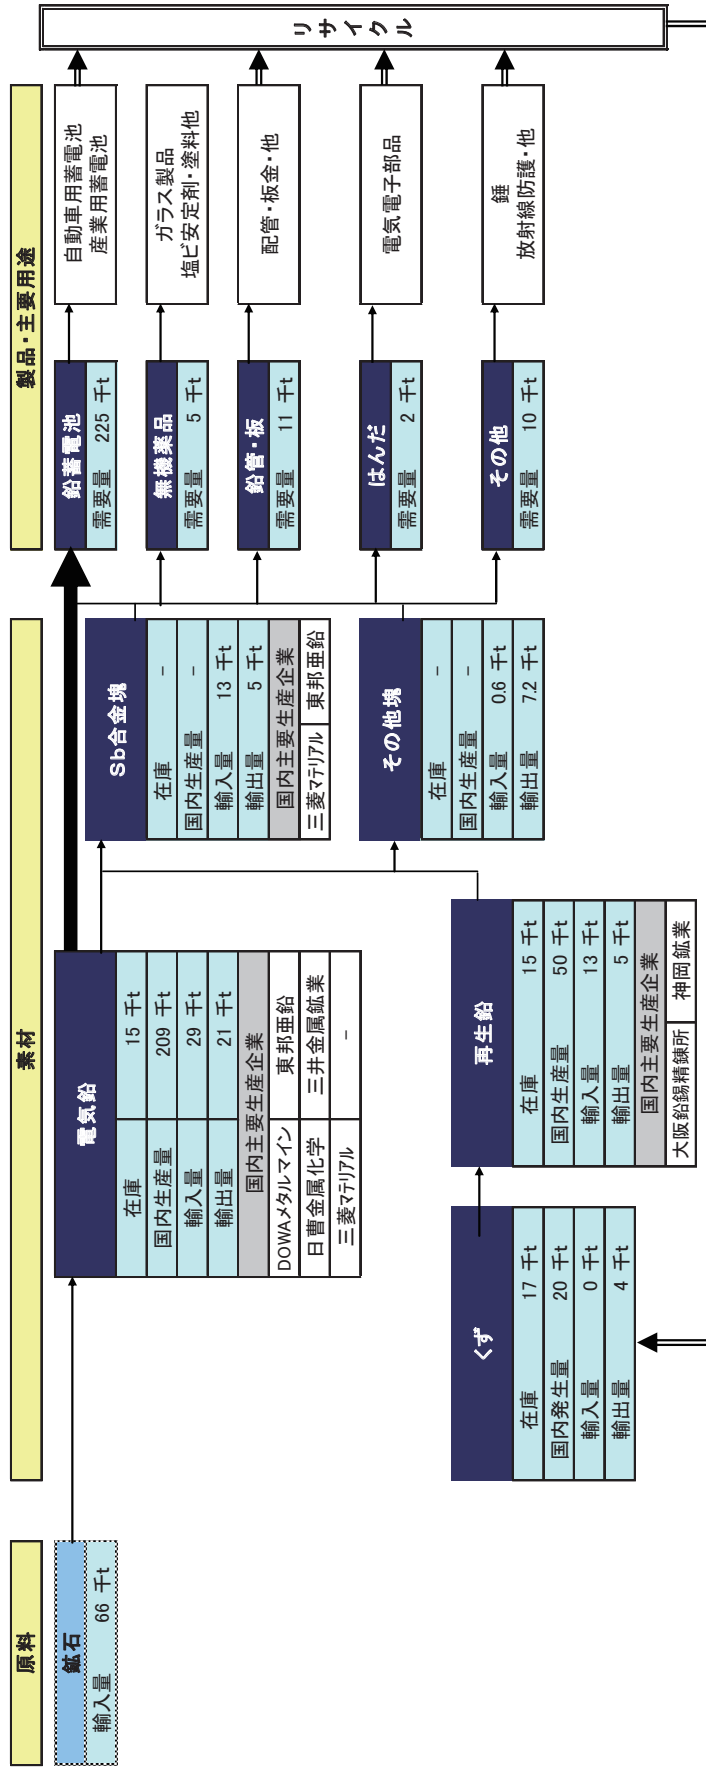 原料
素材
製品・主要用途
鉱石
輸入量 66 千t
電気鉛
在庫 15 千t
国内生産量 209 千t
輸入量 29 千t
輸出量 21 千t
国内主要生産企業
DOWAメタルマイン 東邦亜鉛
日曹金属化学 三井金属鉱業
三菱マテリアル -
くず
在庫 17 千t
国内発生量 20 千t
輸入量 0 千t
輸出量 4 千t
再生鉛
在庫 15 千t
国内生産量 50 千t
輸入量 13 千t
輸出量 5 千t
国内主要生産企業
大阪鉛錫精錬所 神岡鉱業
Sb合金塊
在庫 -
国内生産量 -
輸入量 13 千t
輸出量 5 千t
国内主要生産企業
三菱マテリアル 東邦亜鉛
その他塊
在庫 -
国内生産量 -
輸入量 0.6 千t
輸出量 7.2 千t
鉛蓄電池
需要量 225 千t
自動車用蓄電池
産業用蓄電池
無機薬品
需要量 5 千t
ガラス製品
塩ビ安定剤・塗料他
鉛管・板
需要量 11 千t
配管・板金・他
はんだ
需要量 2 千t
電気電子部品
その他
需要量 10 千t
錘
放射線防護・他
リサイクル